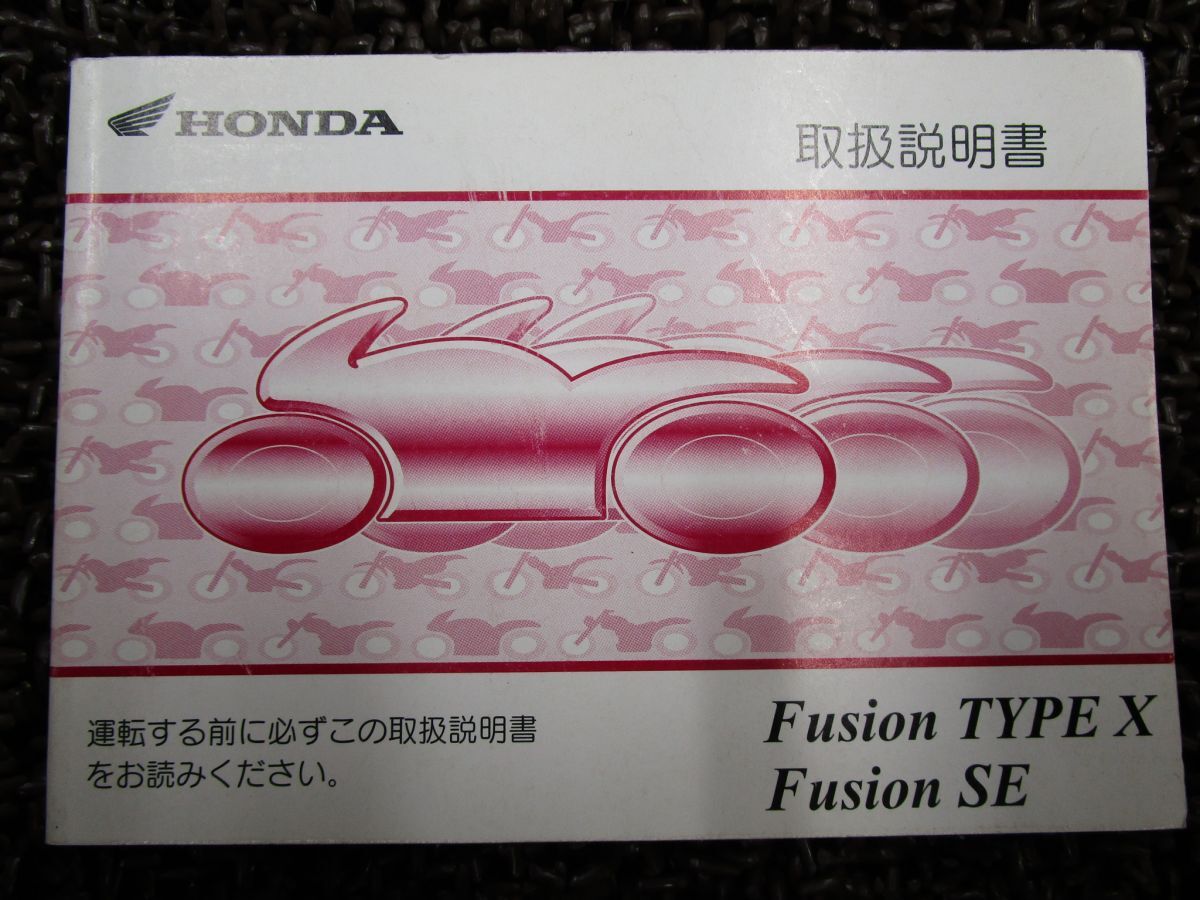 HONDA
取扱説明書
運転する前に必ずこの取扱説明書
をお読みください。
Fusion TYPE X
Fusion SE